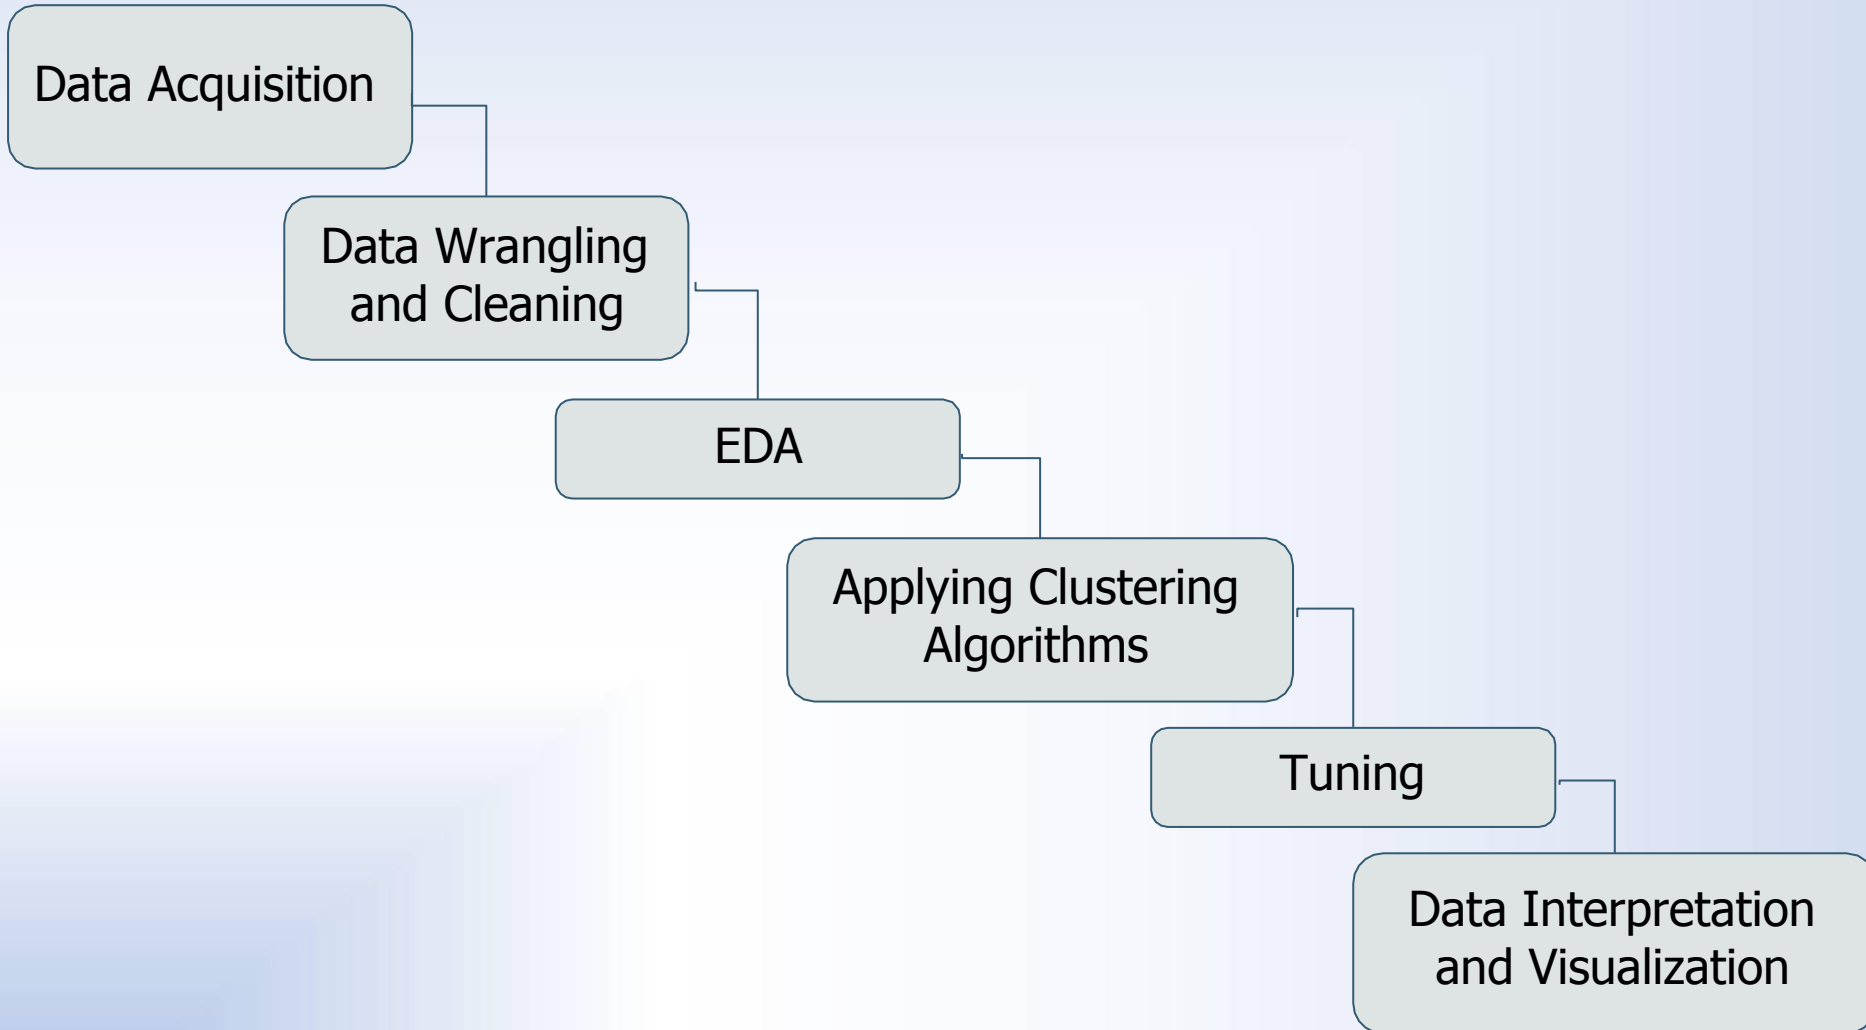 Data Acquisition
Data Wrangling
and Cleaning
EDA
Applying Clustering
Algorithms
Tuning
Data Interpretation
and Visualization